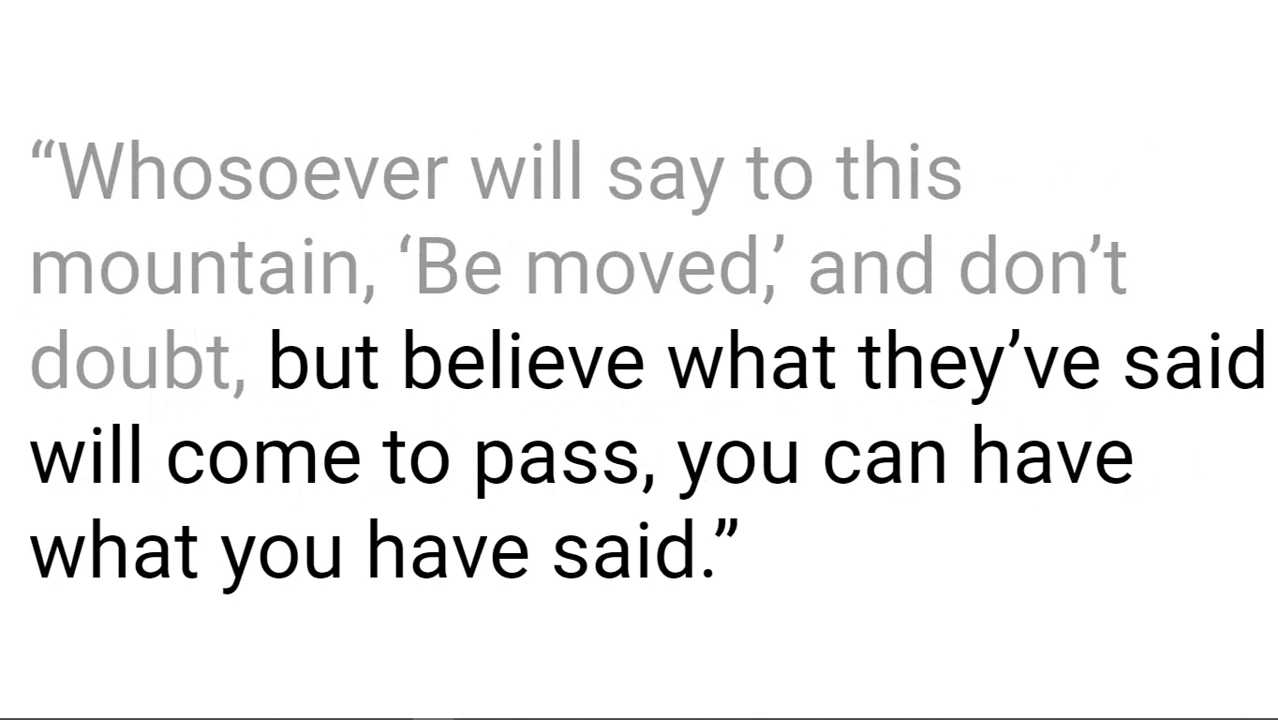 “Whosoever will say to this
mountain, ‘Be moved,’ and don’t
doubt, but believe what they’ve said
will come to pass, you can have
what you have said.”